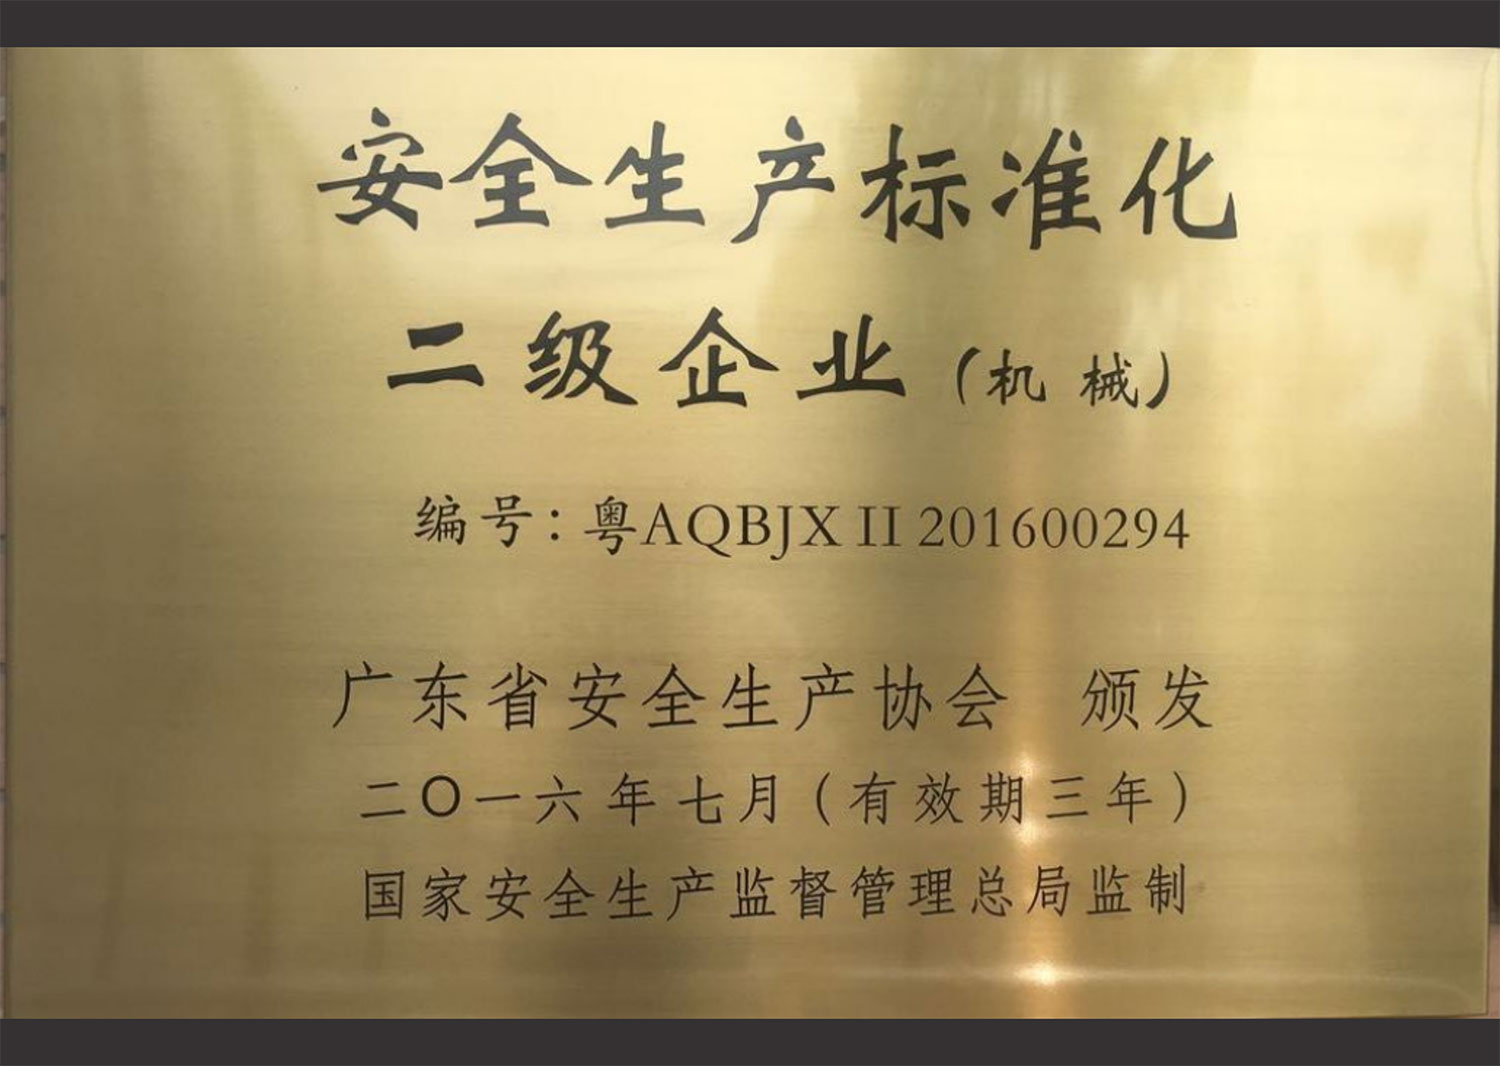 安全生产标准化
二级企业（机械）
编号：粤AQBJX II 201600294
广东省安全生产协会 颁发
二〇一六年七月（有效期三年）
国家安全生产监督管理总局监制